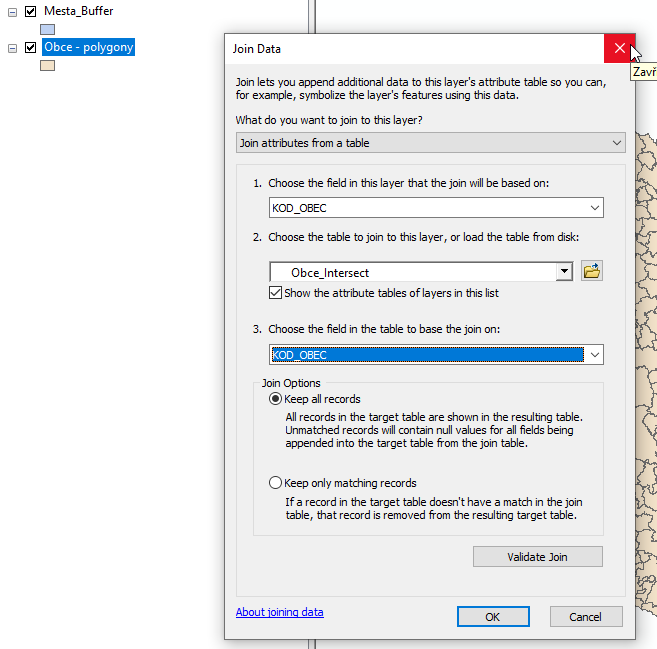 Mesta_Buffer
Obce - polygony
Join Data
Zavř
Join lets you append additional data to this layer's attribute table so you can,
for example, symbolize the layer's features using this data.
What do you want to join to this layer?
Join attributes from a table
1. Choose the field in this layer that the join will be based on:
KOD_OBEC
2. Choose the table to join to this layer, or load the table from disk:
Obce_Intersect
Show the attribute tables of layers in this list
3. Choose the field in the table to base the join on:
KOD_OBEC
Join Options
Keep all records
All records in the target table are shown in the resulting table.
Unmatched records will contain null values for all fields being
appended into the target table from the join table.
Keep only matching records
If a record in the target table doesn't have a match in the join
table, that record is removed from the resulting target table.
Validate Join
About joining data
OK
Cancel